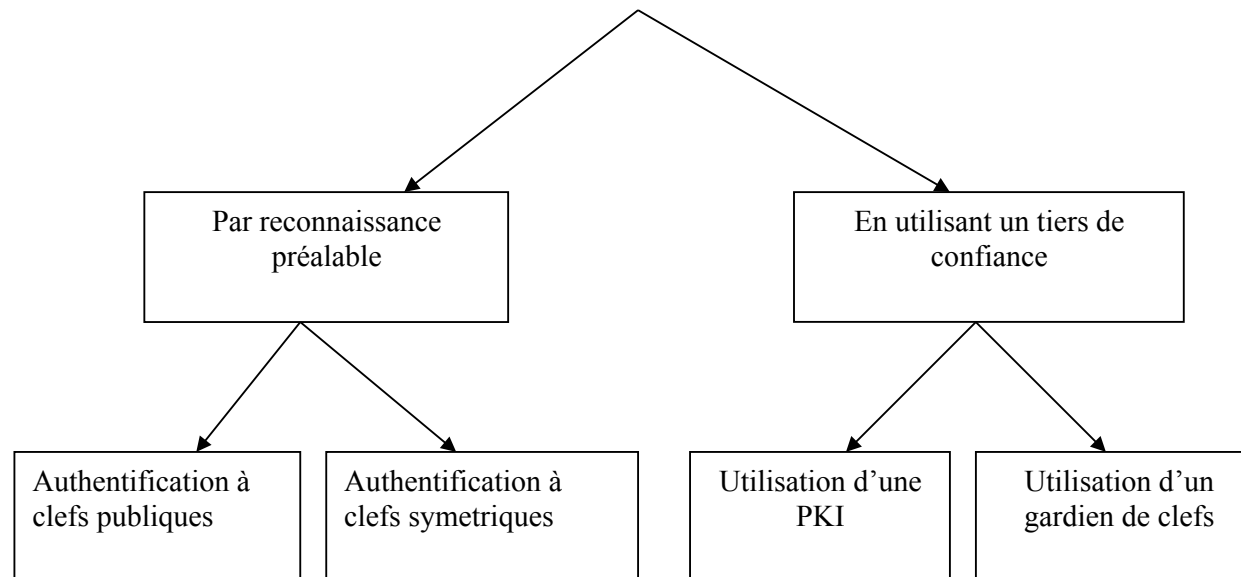 Par reconnaissance
préalable
En utilisant un tiers de
confiance
Authentification à
clefs publiques
Authentification à
clefs symetriques
Utilisation d’une
PKI
Utilisation d’un
gardien de clefs